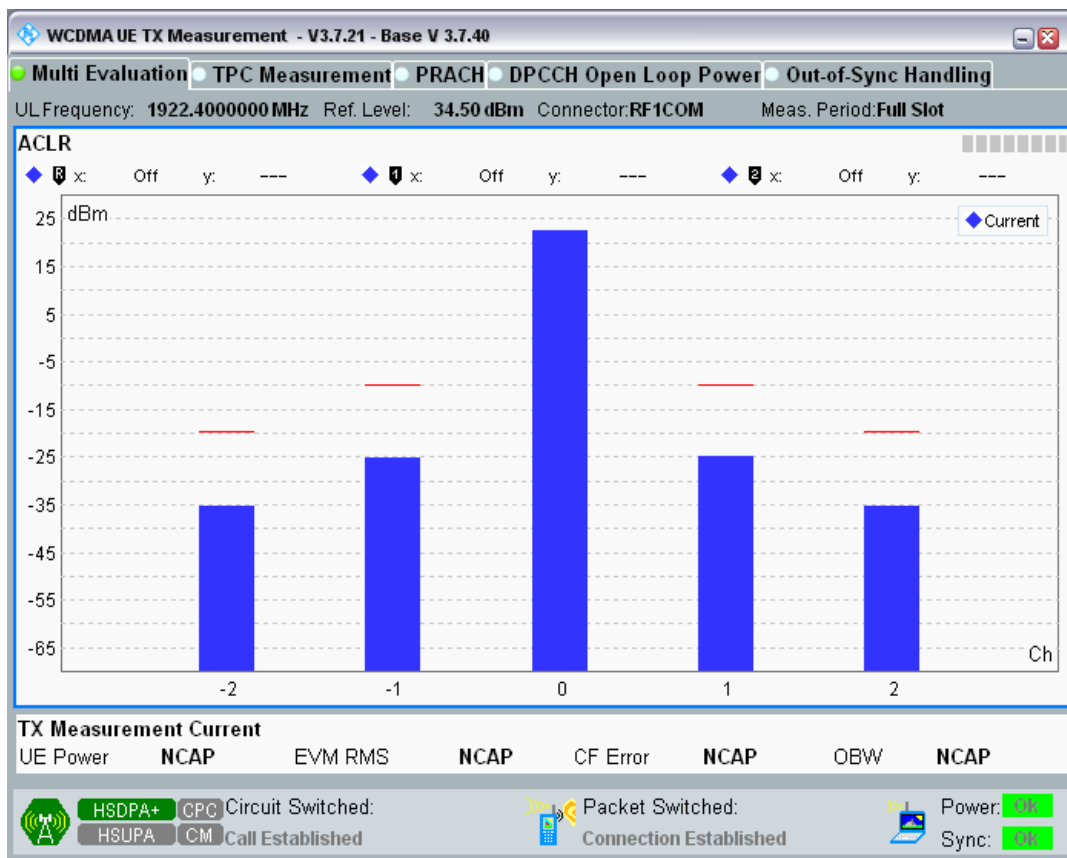 WCDMA UE TX Measurement - V3.7.21 - Base V 3.7.40
Multi Evaluation TPC Measurement PRACH DPCCH Open Loop Power Out-of-Sync Handling
UL Frequency: 1922.4000000 MHz Ref. Level: 34.50 dBm Connector:RF1COM Meas. Period:Full Slot
ACLR
R x: Off y: --- 1 x: Off y: --- 2 x: Off y: ---
dBm
Current
25
15
5
-5
-15
-25
-35
-45
-55
-65
Ch
-2 -1 0 1 2
TX Measurement Current
UE Power NCAP EVM RMS NCAP CF Error NCAP OBW NCAP
HSDPA+ CPC Circuit Switched: Packet Switched: Power: Ok
HSUPA CM Call Established Connection Established Sync: Ok